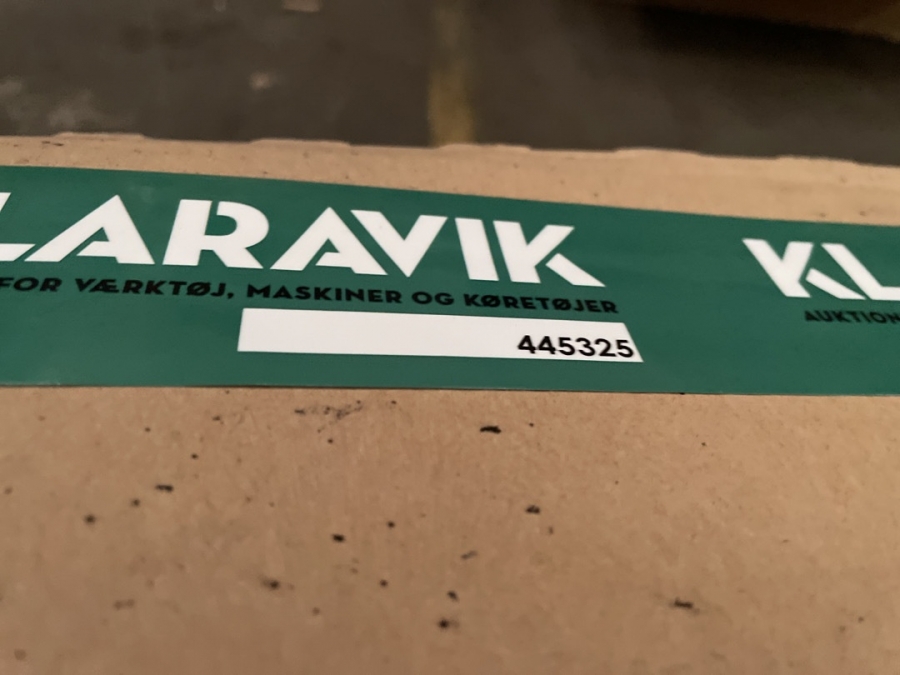 LARAVIK
FOR VÆRKTØJ, MASKINER OG KØRETØJER
445325
KL
AUKTION